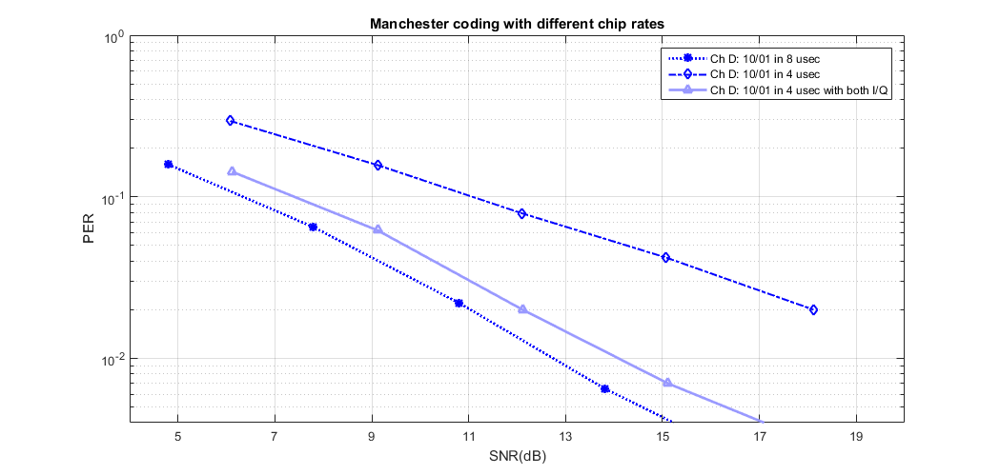 Manchester coding with different chip rates
Ch D: 10/01 in 8 usec
Ch D: 10/01 in 4 usec
Ch D: 10/01 in 4 usec with both I/Q
PER
10^0
10^-1
10^-2
5 7 9 11 13 15 17 19
SNR(dB)